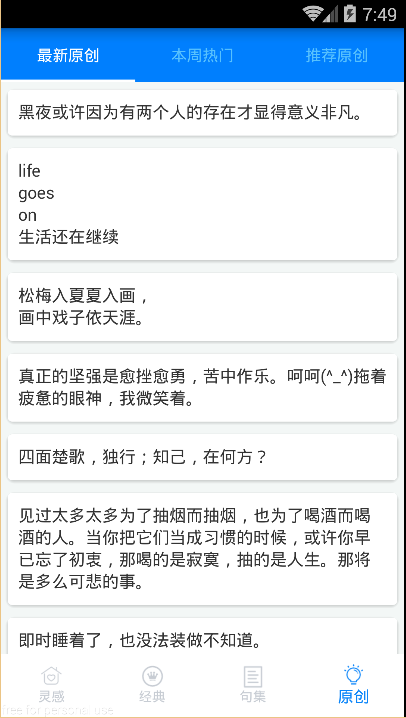 7:49
最新原创
本周热门
推荐原创
黑夜或许因为有两个人的存在才显得意义非凡。
life
goes
on
生活还在继续
松梅入夏夏入画，
画中戏子依天涯。
真正的坚强是愈挫愈勇，苦中作乐。呵呵(^_^)拖着
疲惫的眼神，我微笑着。
四面楚歌，独行；知己，在何方？
见过太多太多为了抽烟而抽烟，也为了喝酒而喝
酒的人。当你把它们当成习惯的时候，或许你早
已忘了初衷，那喝的是寂寞，抽的是人生。那将
是多么可悲的事。
即时睡着了，也没法装做不知道。
灵感
经典
句集
原创
free for personal use